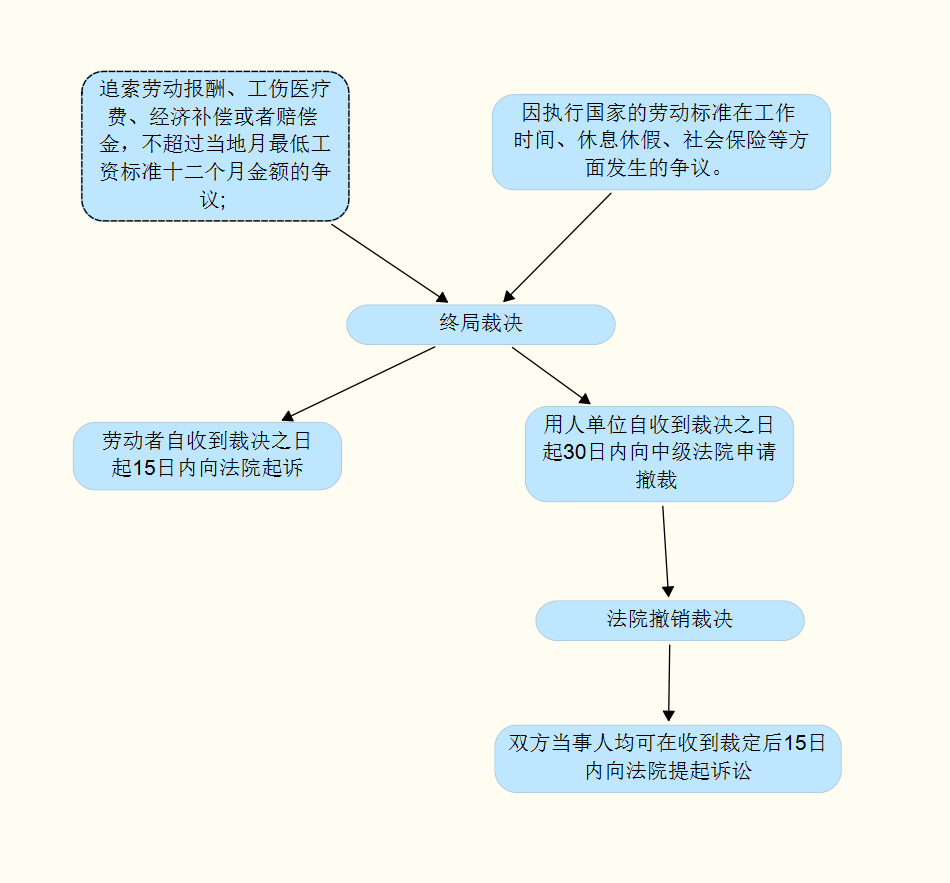 追索劳动报酬、工伤医疗
费、经济补偿或者赔偿
金，不超过当地月最低工
资标准十二个月金额的争
议;
因执行国家的劳动标准在工作
时间、休息休假、社会保险等方
面发生的争议。
终局裁决
劳动者自收到裁决之日
起15日内向法院起诉
用人单位自收到裁决之日
起30日内向中级法院申请
撤裁
法院撤销裁决
双方当事人均可在收到裁定后15日
内向法院提起诉讼